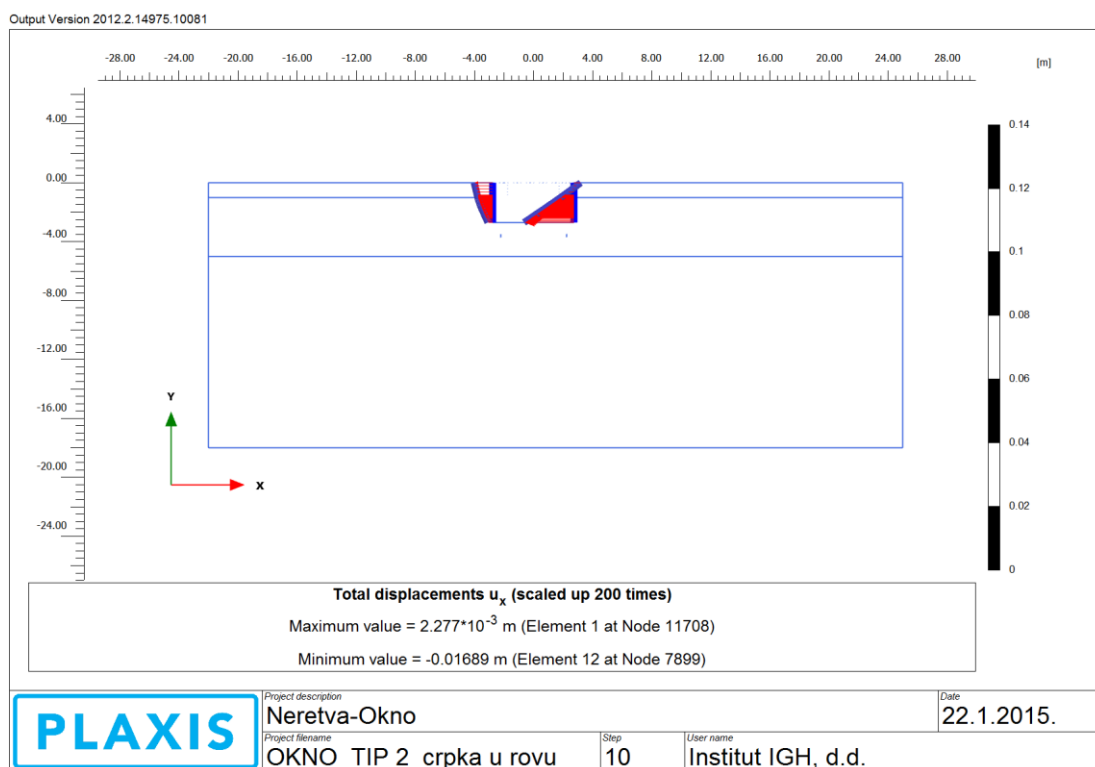 Output Version 2012.2.14975.10081
-28.00 -24.00 -20.00 -16.00 -12.00 -8.00 -4.00 0.00 4.00 8.00 12.00 16.00 20.00 24.00 28.00
[m]
4.00
0.00
-4.00
-8.00
-12.00
-16.00
-20.00
-24.00
Y
X
0.14
0.12
0.1
0.08
0.06
0.04
0.02
0
Total displacements uₓ (scaled up 200 times)
Maximum value = 2.277*10⁻³ m (Element 1 at Node 11708)
Minimum value = -0.01689 m (Element 12 at Node 7899)
PLAXIS
Project description
Neretva-Okno
Date
22.1.2015.
Project filename
OKNO TIP 2 crpka u rovu
Step
10
User name
Institut IGH, d.d.